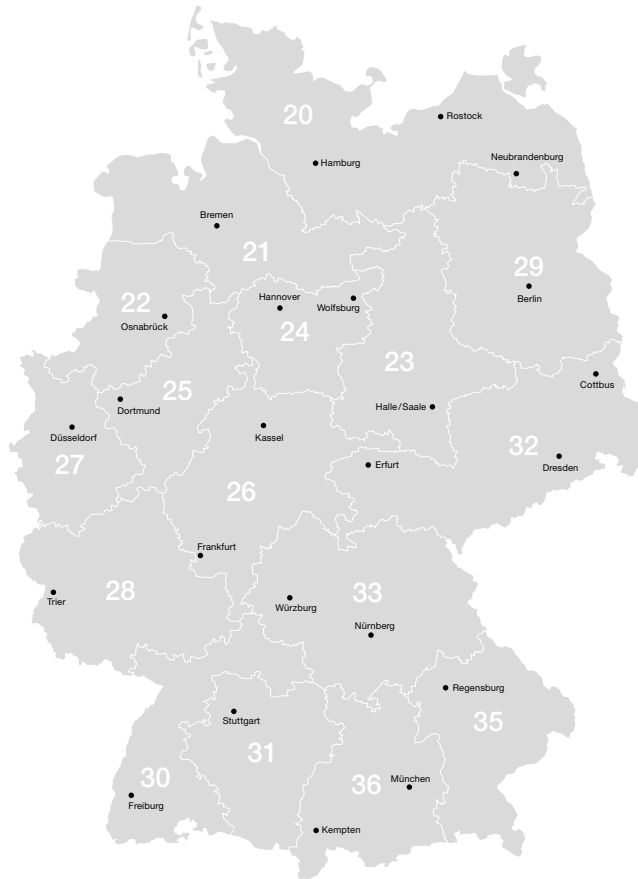 20
Rostock
Hamburg
Neubrandenburg
Bremen
21
29
22
Hannover
Wolfsburg
Berlin
Osnabrück
24
23
25
Cottbus
Dortmund
Halle/Saale
Düsseldorf
Kassel
32
27
Erfurt
Dresden
26
Frankfurt
28
33
Trier
Würzburg
Nürnberg
Regensburg
Stuttgart
35
31
30
36
München
Freiburg
Kempten